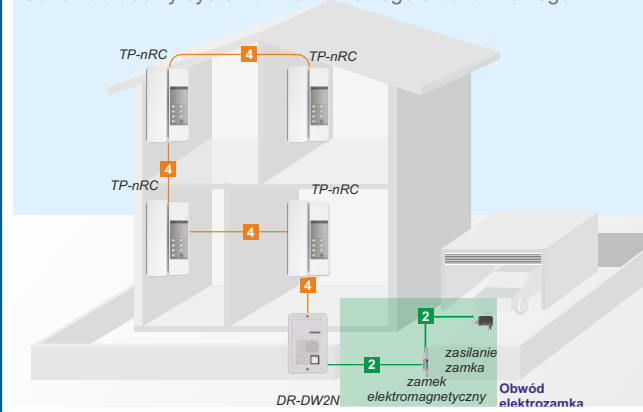 TP-nRC
4
TP-nRC
4
TP-nRC
TP-nRC
4
4
2
2
zasilanie
zamka
zamek
elektromagnetyczny
DR-DW2N
Obwód
elektrozamka